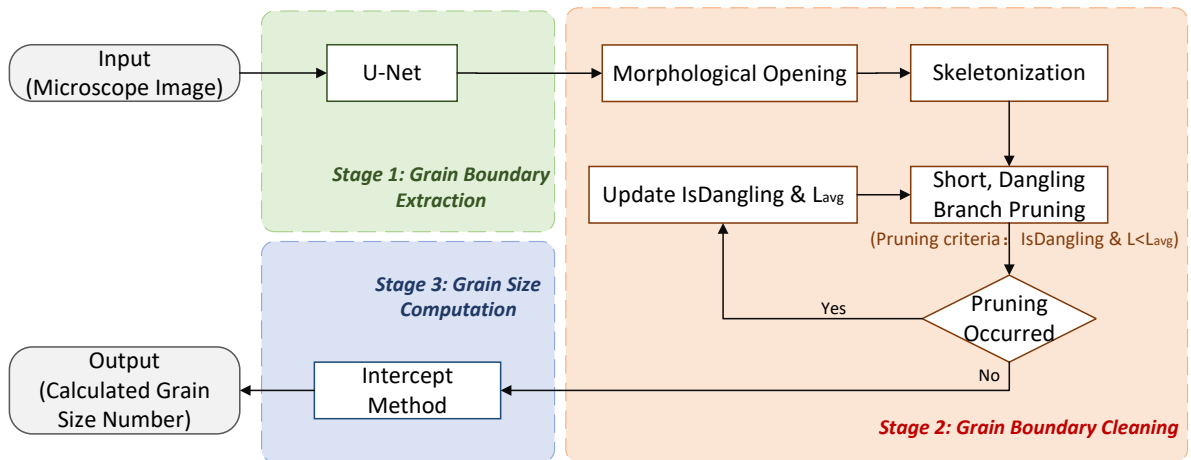 Input
(Microscope Image)
U-Net
Stage 1: Grain Boundary
Extraction
Morphological Opening
Skeletonization
Update IsDangling & Lavg
Short, Dangling
Branch Pruning
(Pruning criteria：IsDangling & L<Lavg)
Pruning
Occurred
Yes
No
Stage 2: Grain Boundary Cleaning
Stage 3: Grain Size
Computation
Intercept
Method
Output
(Calculated Grain
Size Number)